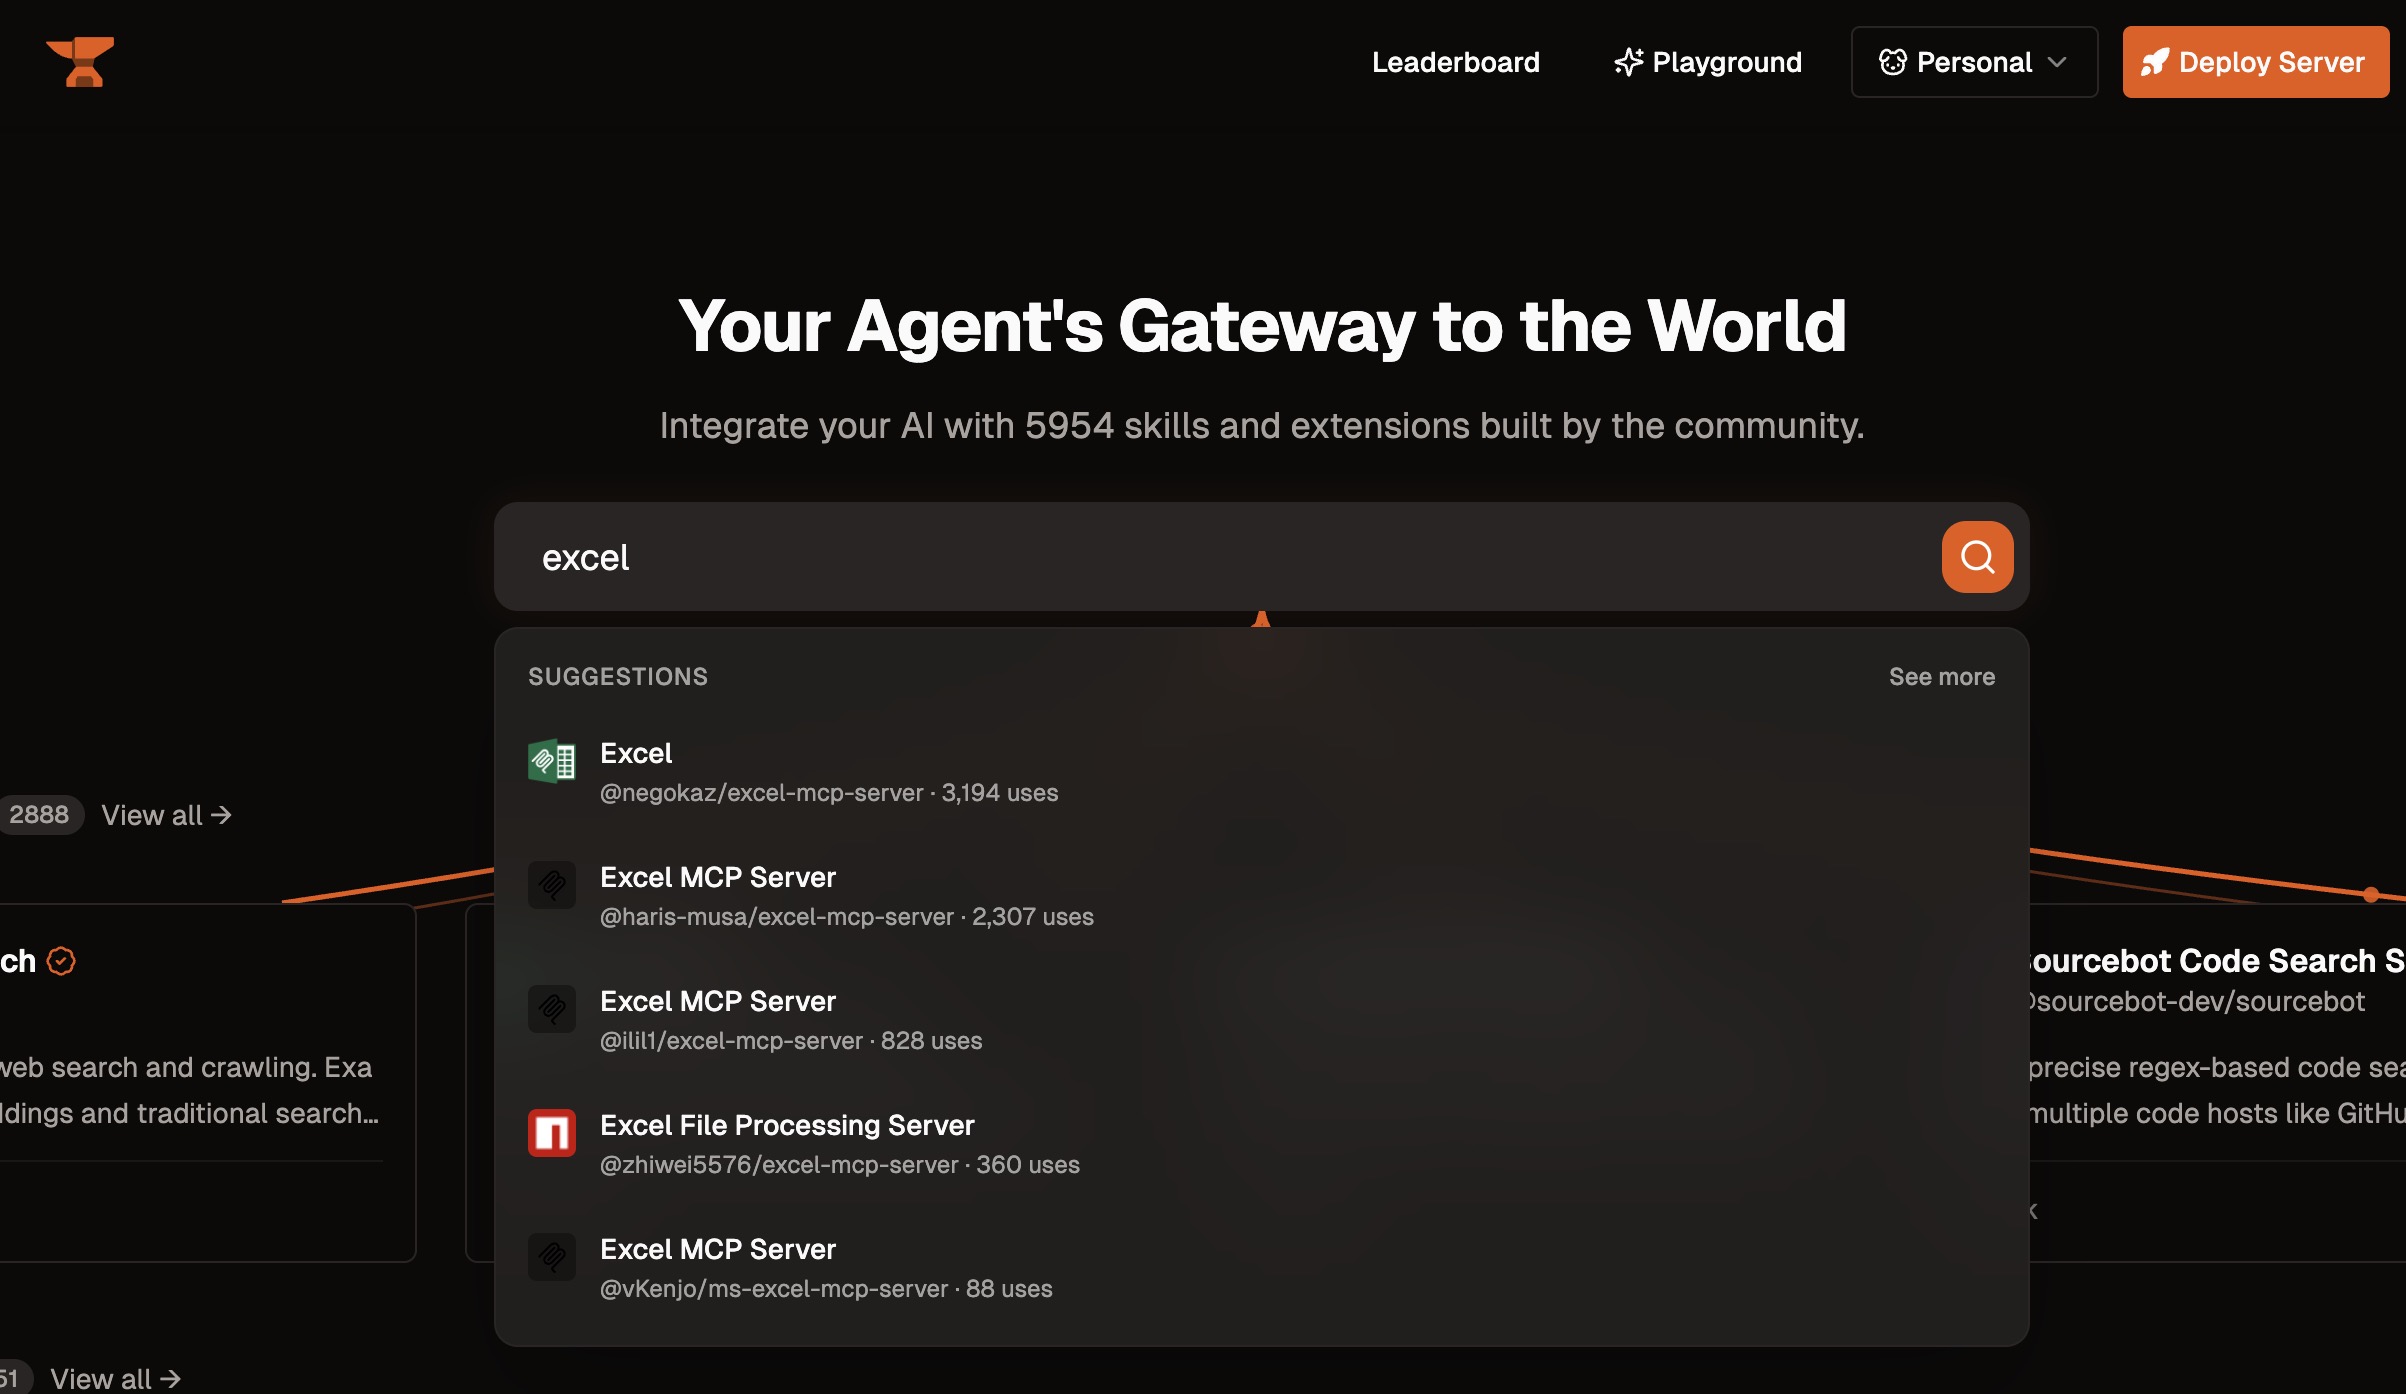 Leaderboard
Playground
Personal
Deploy Server
Your Agent's Gateway to the World
Integrate your AI with 5954 skills and extensions built by the community.
excel
SUGGESTIONS
See more
Excel
@negokaz/excel-mcp-server · 3,194 uses
Excel MCP Server
@haris-musa/excel-mcp-server · 2,307 uses
Excel MCP Server
@ilil1/excel-mcp-server · 828 uses
Excel File Processing Server
@zhiwei5576/excel-mcp-server · 360 uses
Excel MCP Server
@vKenjo/ms-excel-mcp-server · 88 uses
2888 View all →
ch
web search and crawling. Exa
ddings and traditional search...
ourcebot Code Search S
@sourcebot-dev/sourcebot
precise regex-based code sea
multiple code hosts like GitHu
k
51 View all →